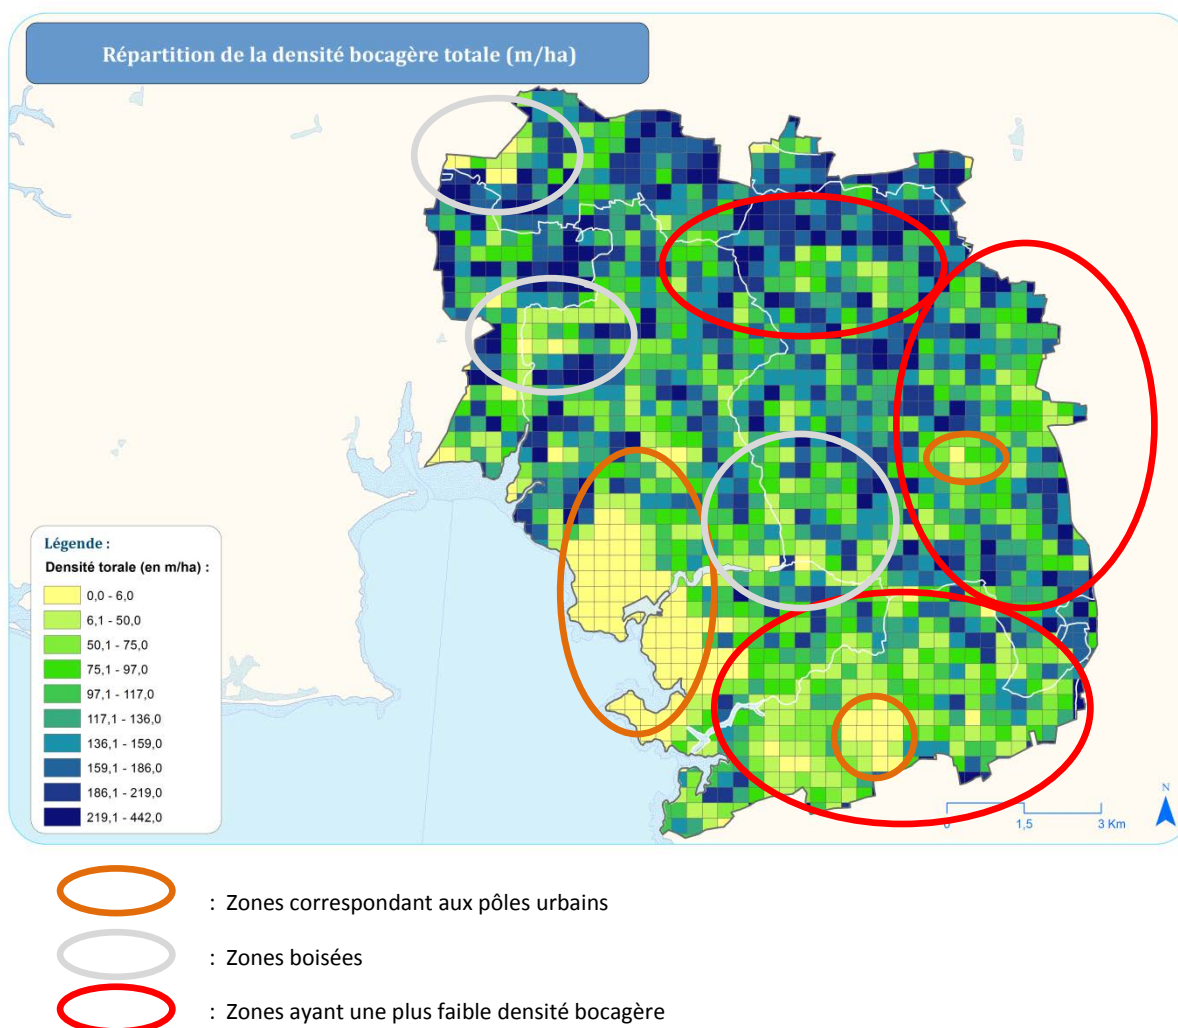 Répartition de la densité bocagère totale (m/ha)
Légende :
Densité torale (en m/ha) :
0,0 - 6,0
6,1 - 50,0
50,1 - 75,0
75,1 - 97,0
97,1 - 117,0
117,1 - 136,0
136,1 - 159,0
159,1 - 186,0
186,1 - 219,0
219,1 - 442,0
N
0 1,5 3 Km
: Zones correspondant aux pôles urbains
: Zones boisées
: Zones ayant une plus faible densité bocagère